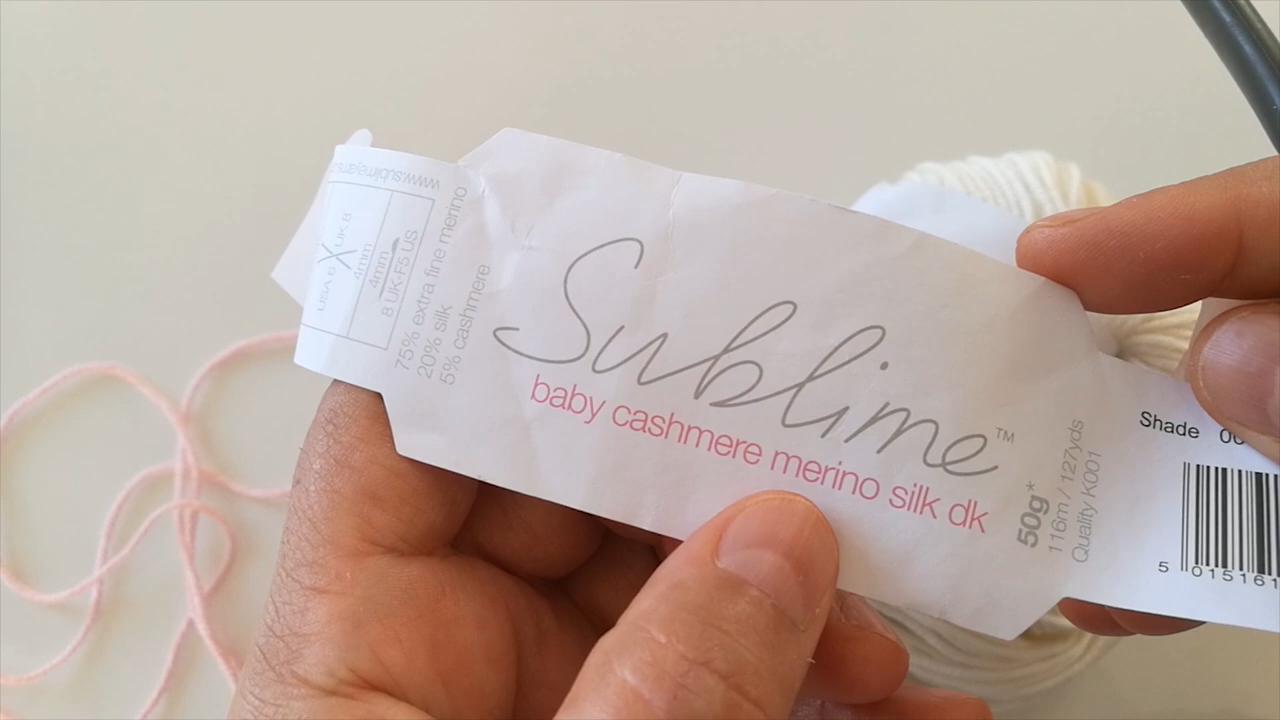 www.sublimeyarns.
USA 6 UK 8
4mm
4mm
8 UK-F5 US
75% extra fine merino
20% silk
5% cashmere
Sublime™
baby cashmere merino silk dk
50g*
116m / 127yds
Quality K001
Shade
5 015161